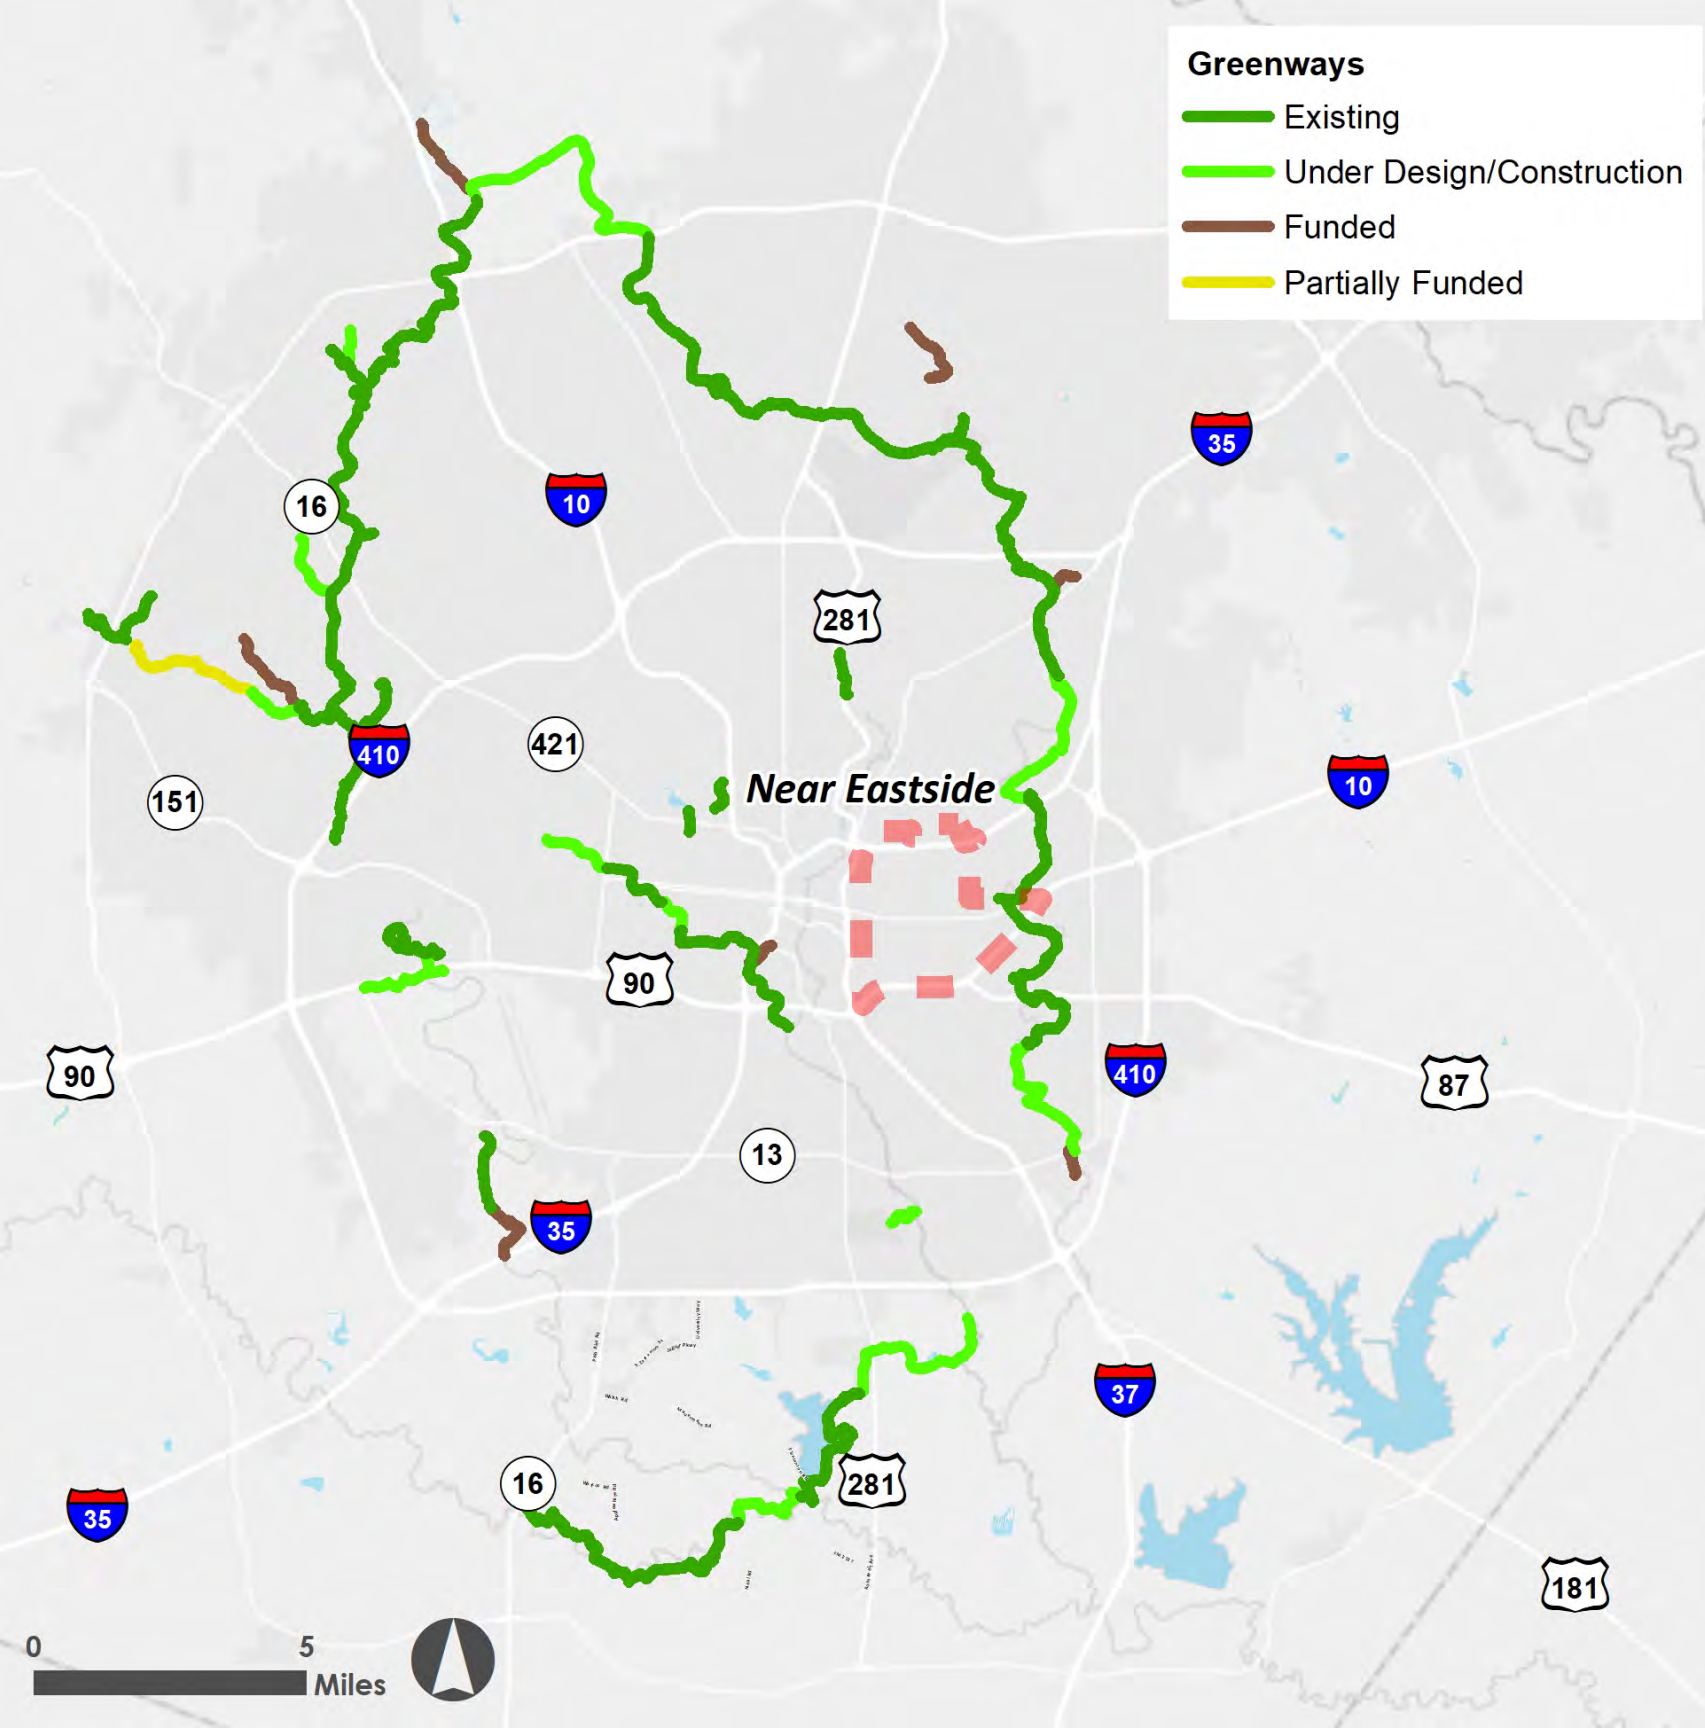 Greenways
Existing
Under Design/Construction
Funded
Partially Funded
35
16
10
281
410
421
151
Near Eastside
10
90
90
410
87
13
35
37
16
281
35
181
0 5
Miles